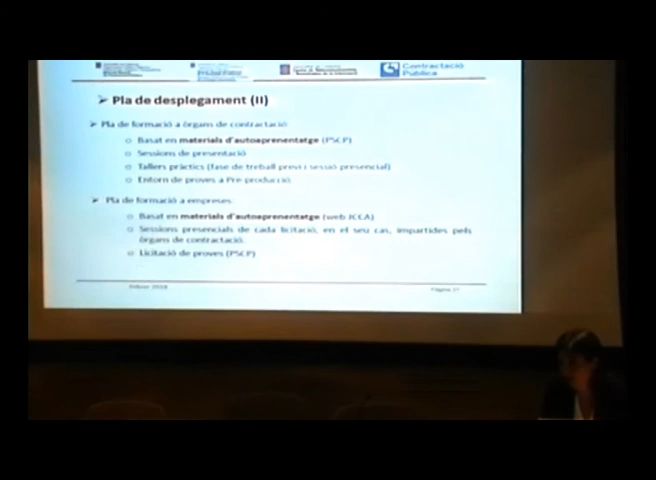 Contractació
Pública
➢ Pla de desplegament (II)
➢ Pla de formació a òrgans de contractació:
o Basat en materials d'autoaprenentatge (PSCP)
o Sessions de presentació
o Tallers pràctics (fase de treball previ i sessió presencial)
o Entorn de proves a Pre-producció
➢ Pla de formació a empreses:
o Basat en materials d'autoaprenentatge (web JCCA)
o Sessions presencials de cada licitació, en el seu cas, impartides pels
òrgans de contractació.
o Licitació de proves (PSCP)